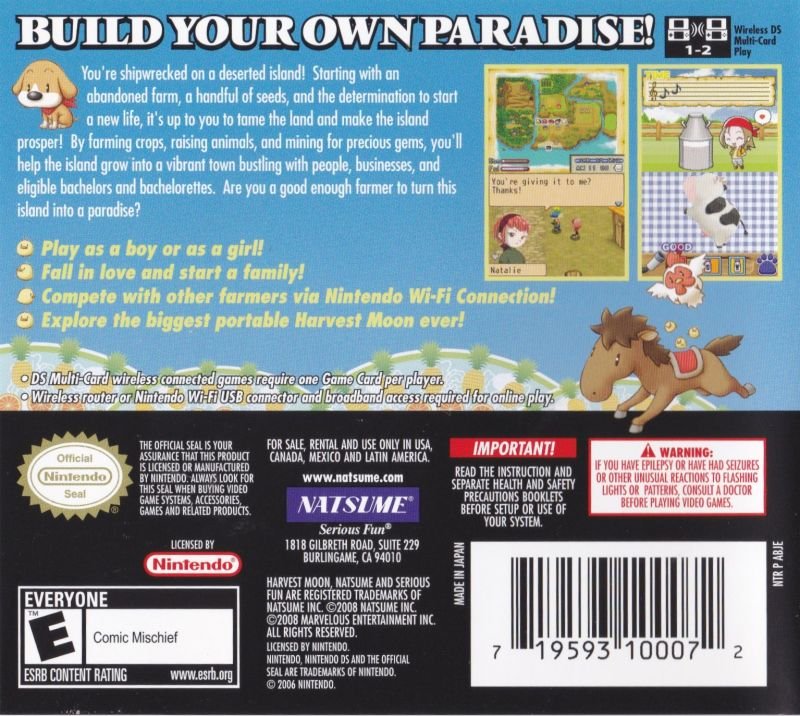 BUILD YOUR OWN PARADISE!
1-2
Wireless DS
Multi-Card
Play
You're shipwrecked on a deserted island! Starting with an
abandoned farm, a handful of seeds, and the determination to start
a new life, it's up to you to tame the land and make the island
prosper! By farming crops, raising animals, and mining for precious gems, you'll
help the island grow into a vibrant town bustling with people, businesses, and
eligible bachelors and bachelorettes. Are you a good enough farmer to turn this
island into a paradise?
Play as a boy or as a girl!
Fall in love and start a family!
Compete with other farmers via Nintendo Wi-Fi Connection!
Explore the biggest portable Harvest Moon ever!
You're giving it to me?
Thanks!
Natalie
TIME
GOOD
• DS Multi-Card wireless connected games require one Game Card per player.
• Wireless router or Nintendo Wi-Fi USB connector and broadband access required for online play.
Official
Nintendo
Seal
®
THE OFFICIAL SEAL IS YOUR
ASSURANCE THAT THIS PRODUCT
IS LICENSED OR MANUFACTURED
BY NINTENDO. ALWAYS LOOK FOR
THIS SEAL WHEN BUYING VIDEO
GAME SYSTEMS, ACCESSORIES,
GAMES AND RELATED PRODUCTS.
LICENSED BY
Nintendo®
EVERYONE
TM
E
Comic Mischief
ESRB CONTENT RATING www.esrb.org
FOR SALE, RENTAL AND USE ONLY IN USA,
CANADA, MEXICO AND LATIN AMERICA.
www.natsume.com
NATSUME®
Serious Fun®
1818 GILBRETH ROAD, SUITE 229
BURLINGAME, CA 94010
HARVEST MOON, NATSUME AND SERIOUS
FUN ARE REGISTERED TRADEMARKS OF
NATSUME INC. ©2008 NATSUME INC.
©2008 MARVELOUS ENTERTAINMENT INC.
ALL RIGHTS RESERVED.
LICENSED BY NINTENDO.
NINTENDO, NINTENDO DS AND THE OFFICIAL
SEAL ARE TRADEMARKS OF NINTENDO.
© 2006 NINTENDO.
IMPORTANT!
READ THE INSTRUCTION AND
SEPARATE HEALTH AND SAFETY
PRECAUTIONS BOOKLETS
BEFORE SETUP OR USE OF
YOUR SYSTEM.
WARNING:
IF YOU HAVE EPILEPSY OR HAVE HAD SEIZURES
OR OTHER UNUSUAL REACTIONS TO FLASHING
LIGHTS OR PATTERNS, CONSULT A DOCTOR
BEFORE PLAYING VIDEO GAMES.
MADE IN JAPAN
7 19593 10007 2
NTR P ABJE